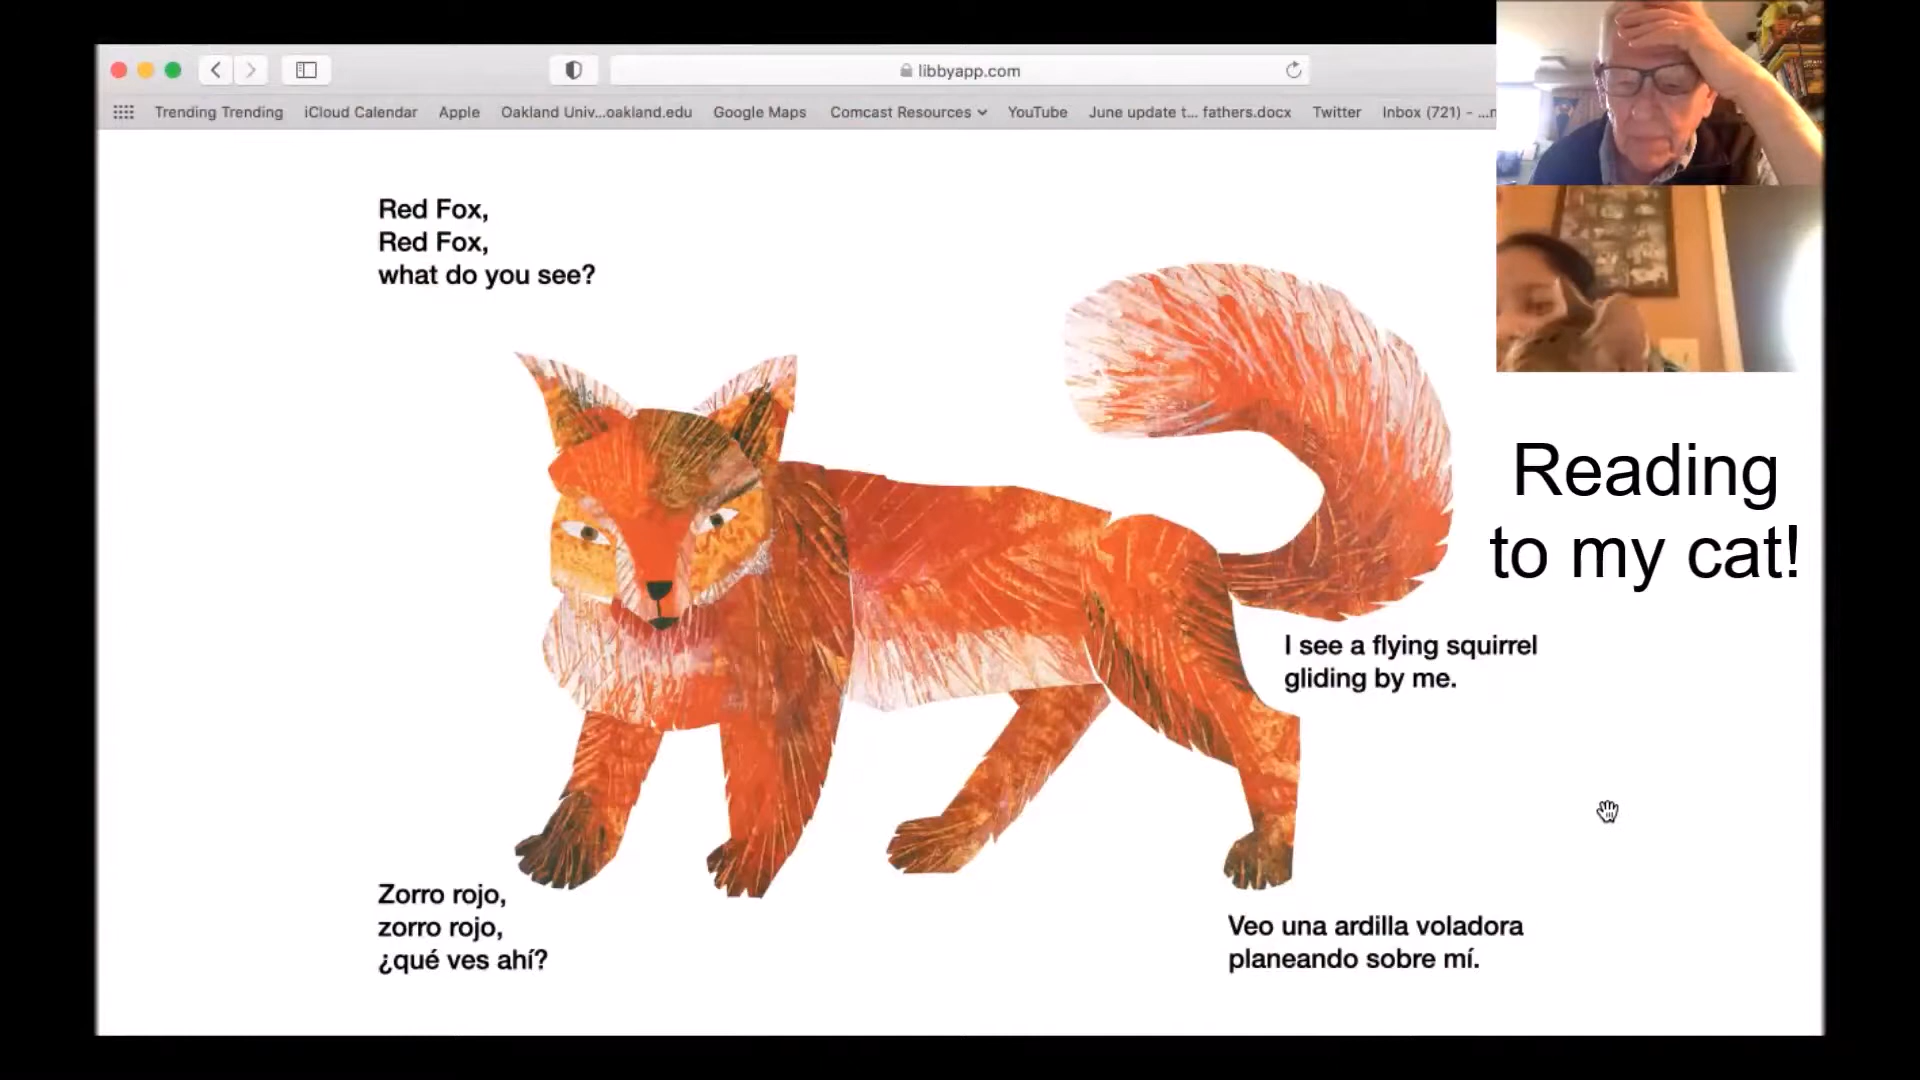 libbyapp.com
Trending Trending iCloud Calendar Apple Oakland Univ...oakland.edu Google Maps Comcast Resources YouTube June update t... fathers.docx Twitter Inbox (721) - ...n
Red Fox,
Red Fox,
what do you see?
Reading
to my cat!
I see a flying squirrel
gliding by me.
Zorro rojo,
zorro rojo,
¿qué ves ahí?
Veo una ardilla voladora
planeando sobre mí.